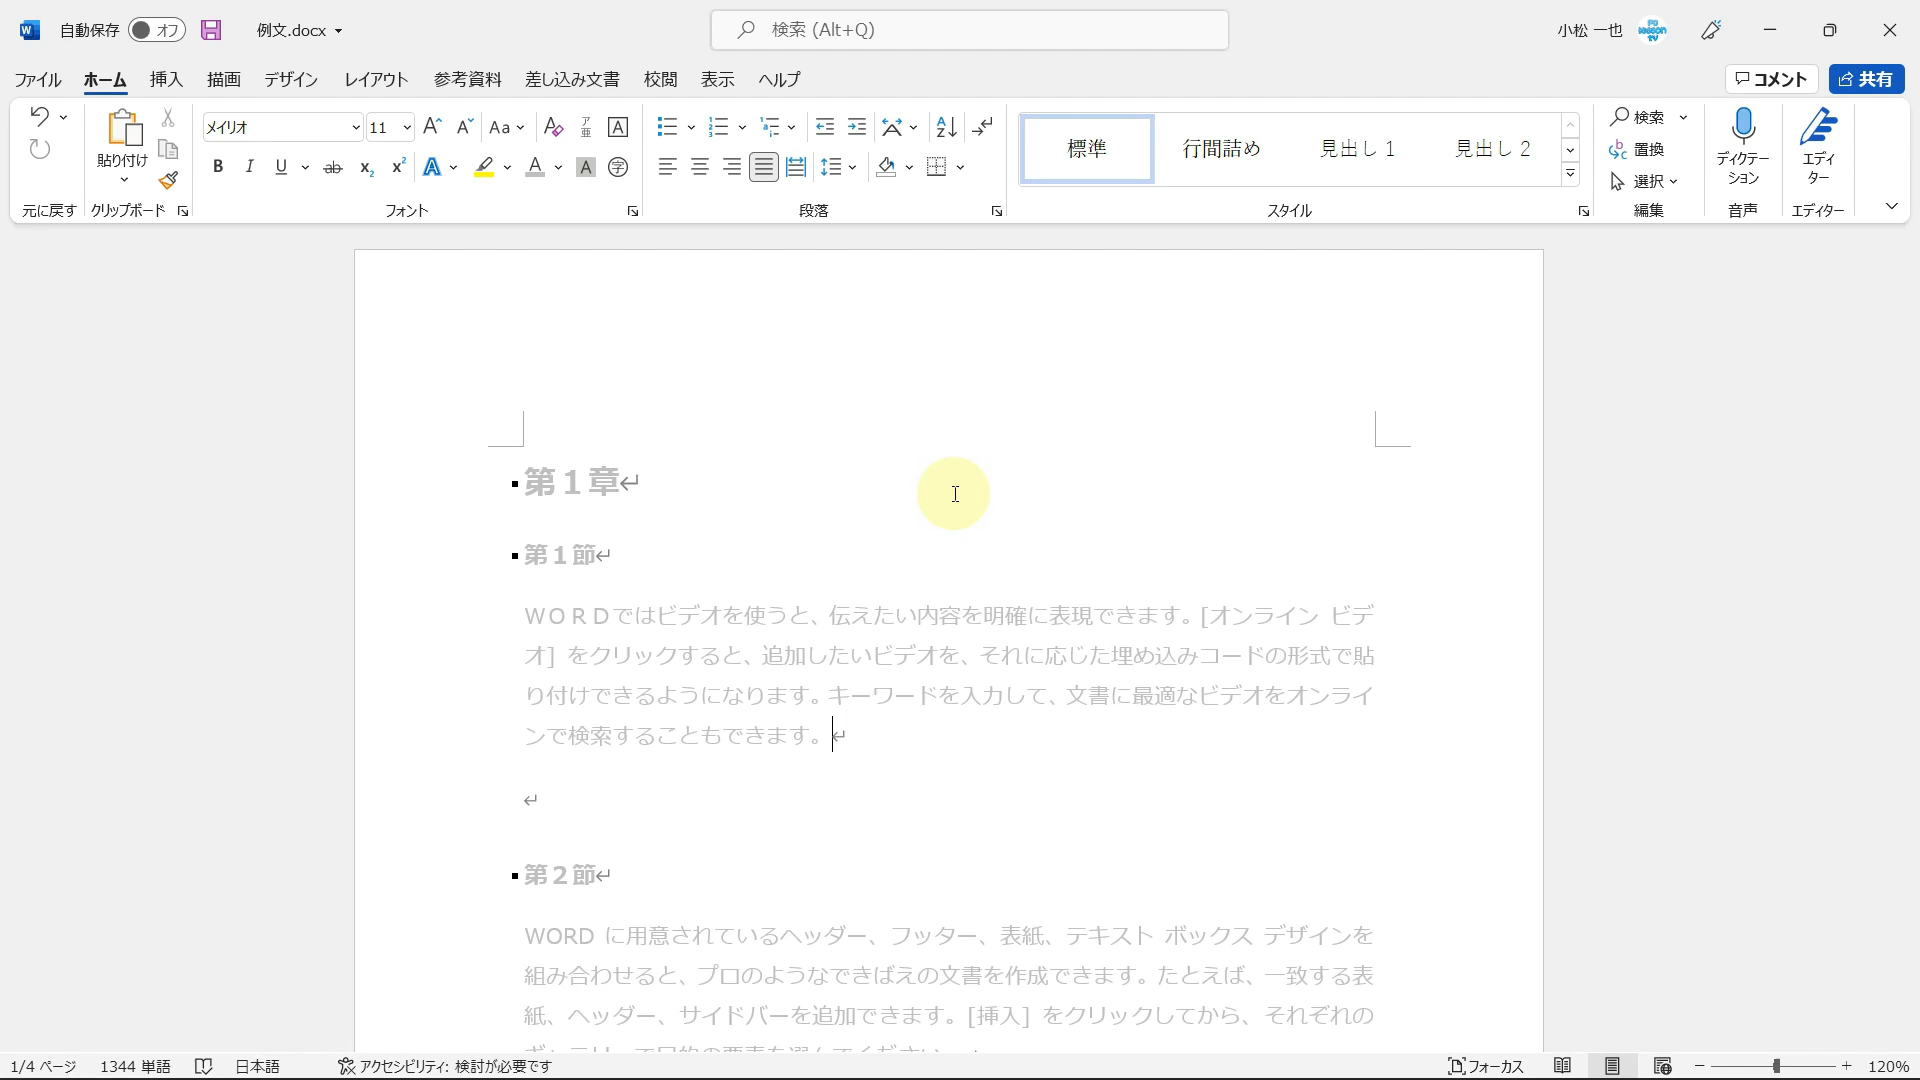 自動保存 オフ 例文.docx 検索 (Alt+Q) 小松 一也
ファイル ホーム 挿入 描画 デザイン レイアウト 参考資料 差し込み文書 校閲 表示 ヘルプ コメント 共有
メイリオ 11 Aa
標準 行間詰め 見出し 1 見出し 2
検索
置換
選択
貼り付け
ディクテーション
エディター
元に戻す クリップボード フォント 段落 スタイル 編集 音声 エディター
第１章
第１節
ＷＯＲＤではビデオを使うと、伝えたい内容を明確に表現できます。[オンライン ビデ
オ] をクリックすると、追加したいビデオを、それに応じた埋め込みコードの形式で貼
り付けできるようになります。キーワードを入力して、文書に最適なビデオをオンライ
ンで検索することもできます。
第２節
WORD に用意されているヘッダー、フッター、表紙、テキスト ボックス デザインを
組み合わせると、プロのようなできばえの文書を作成できます。たとえば、一致する表
紙、ヘッダー、サイドバーを追加できます。[挿入] をクリックしてから、それぞれの
1/4 ページ 1344 単語 日本語 アクセシビリティ: 検討が必要です フォーカス 120%